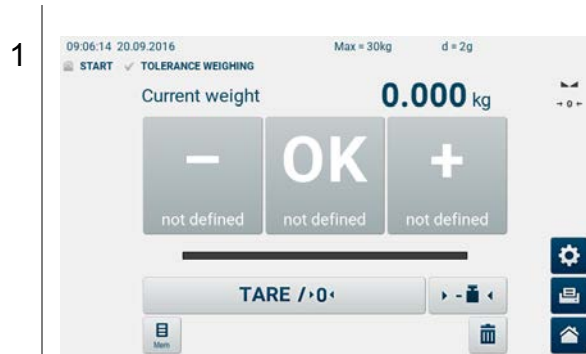 1
09:06:14 20.09.2016 Max = 30kg d = 2g
START ✓ TOLERANCE WEIGHING
Current weight 0.000 kg
→ 0 ←
− OK +
not defined not defined not defined
TARE / 0
Mem